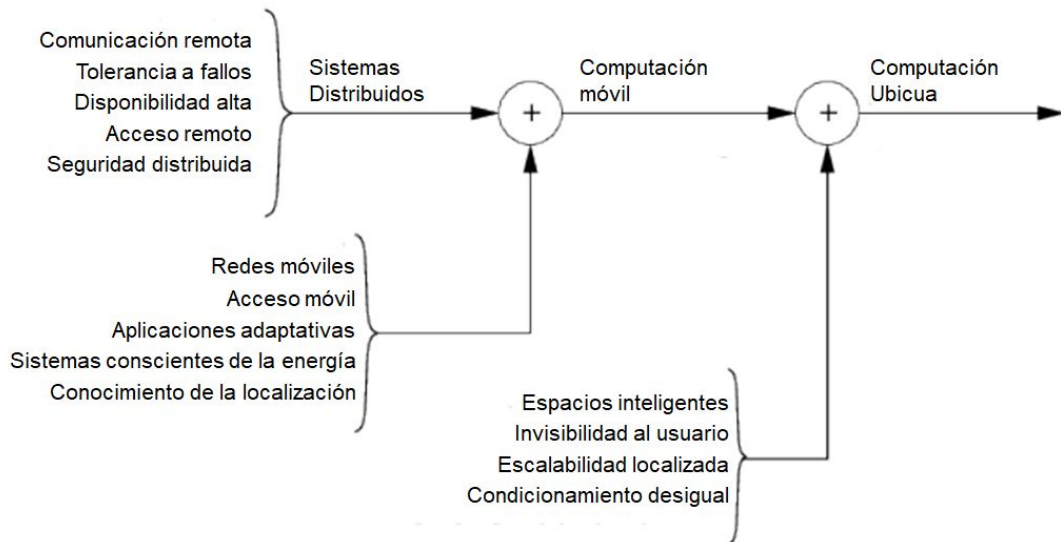 Comunicación remota
Tolerancia a fallos
Disponibilidad alta
Acceso remoto
Seguridad distribuida
Sistemas
Distribuidos
+
Computación
móvil
+
Computación
Ubicua
Redes móviles
Acceso móvil
Aplicaciones adaptativas
Sistemas conscientes de la energía
Conocimiento de la localización
Espacios inteligentes
Invisibilidad al usuario
Escalabilidad localizada
Condicionamiento desigual